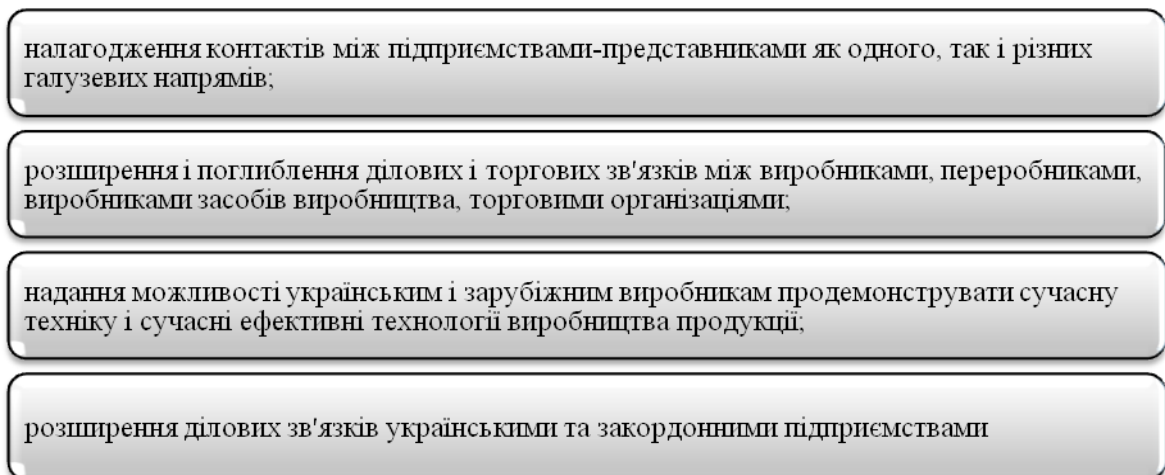 налагодження контактів між підприємствами-представниками як одного, так і різних
галузевих напрямів;
розширення і поглиблення ділових і торгових зв'язків між виробниками, переробниками,
виробниками засобів виробництва, торговими організаціями;
надання можливості українським і зарубіжним виробникам продемонструвати сучасну
техніку і сучасні ефективні технології виробництва продукції;
розширення ділових зв'язків українськими та закордонними підприємствами